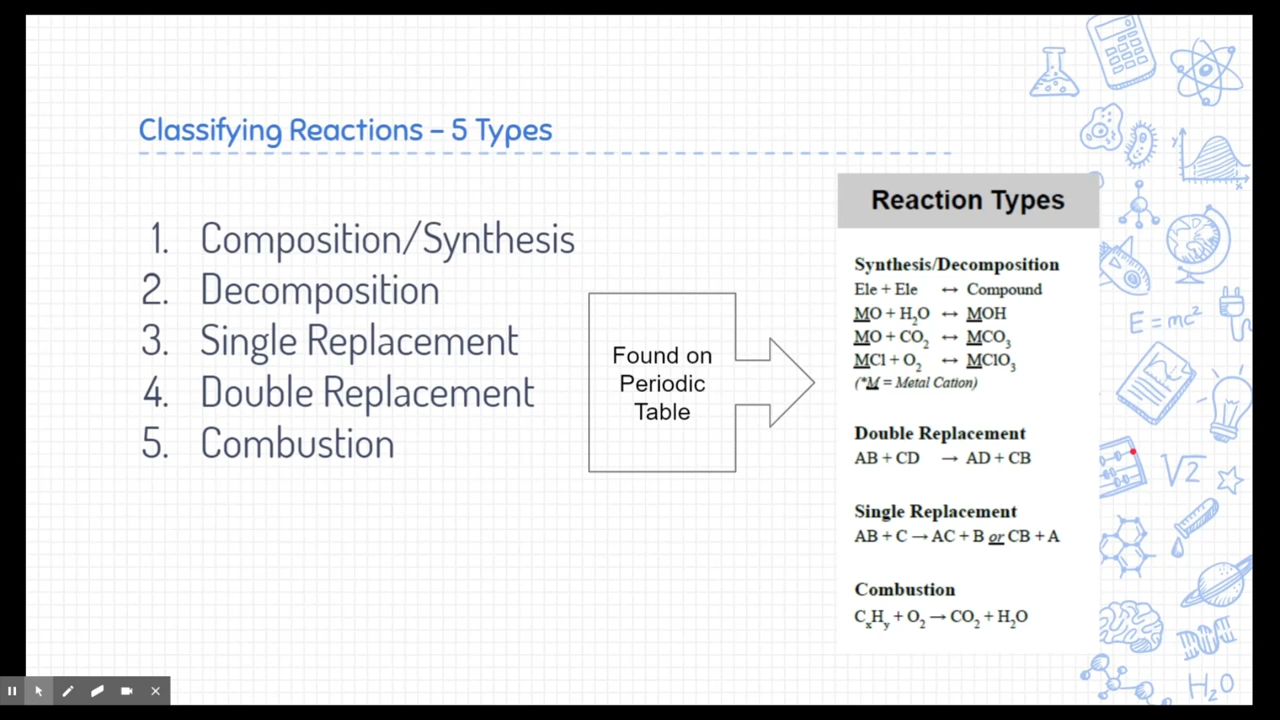 Classifying Reactions – 5 Types
1. Composition/Synthesis
2. Decomposition
3. Single Replacement
4. Double Replacement
5. Combustion
Found on
Periodic
Table
Reaction Types
Synthesis/Decomposition
Ele + Ele ↔ Compound
MO + H₂O ↔ MOH
MO + CO₂ ↔ MCO₃
MCl + O₂ ↔ MClO₃
(*M = Metal Cation)
Double Replacement
AB + CD → AD + CB
Single Replacement
AB + C → AC + B or CB + A
Combustion
CₓHᵧ + O₂ → CO₂ + H₂O
y
x
E=mc²
√2
H₂O